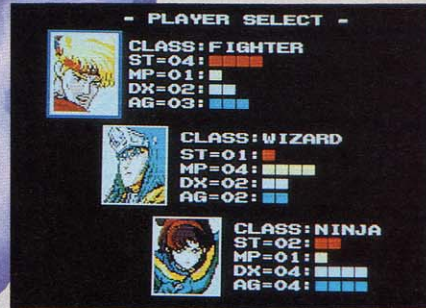 - PLAYER SELECT -
CLASS:FIGHTER
ST=04:
MP=01:
DX=02:
AG=03:
CLASS:WIZARD
ST=01:
MP=04:
DX=02:
AG=02:
CLASS:NINJA
ST=02:
MP=01:
DX=04:
AG=04: